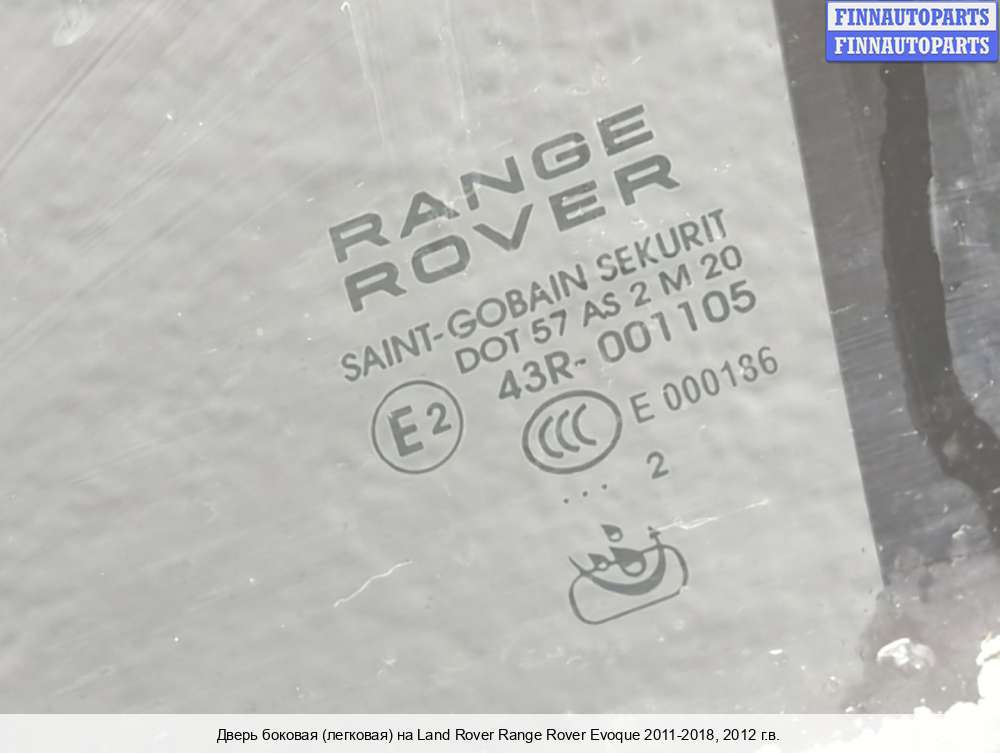 FINNAUTOPARTS
FINNAUTOPARTS
RANGE
ROVER
SAINT-GOBAIN SEKURIT
DOT 57 AS 2 M 20
43R- 001105
E2
CCC E 000186
... 2
Дверь боковая (легковая) на Land Rover Range Rover Evoque 2011-2018, 2012 г.в.